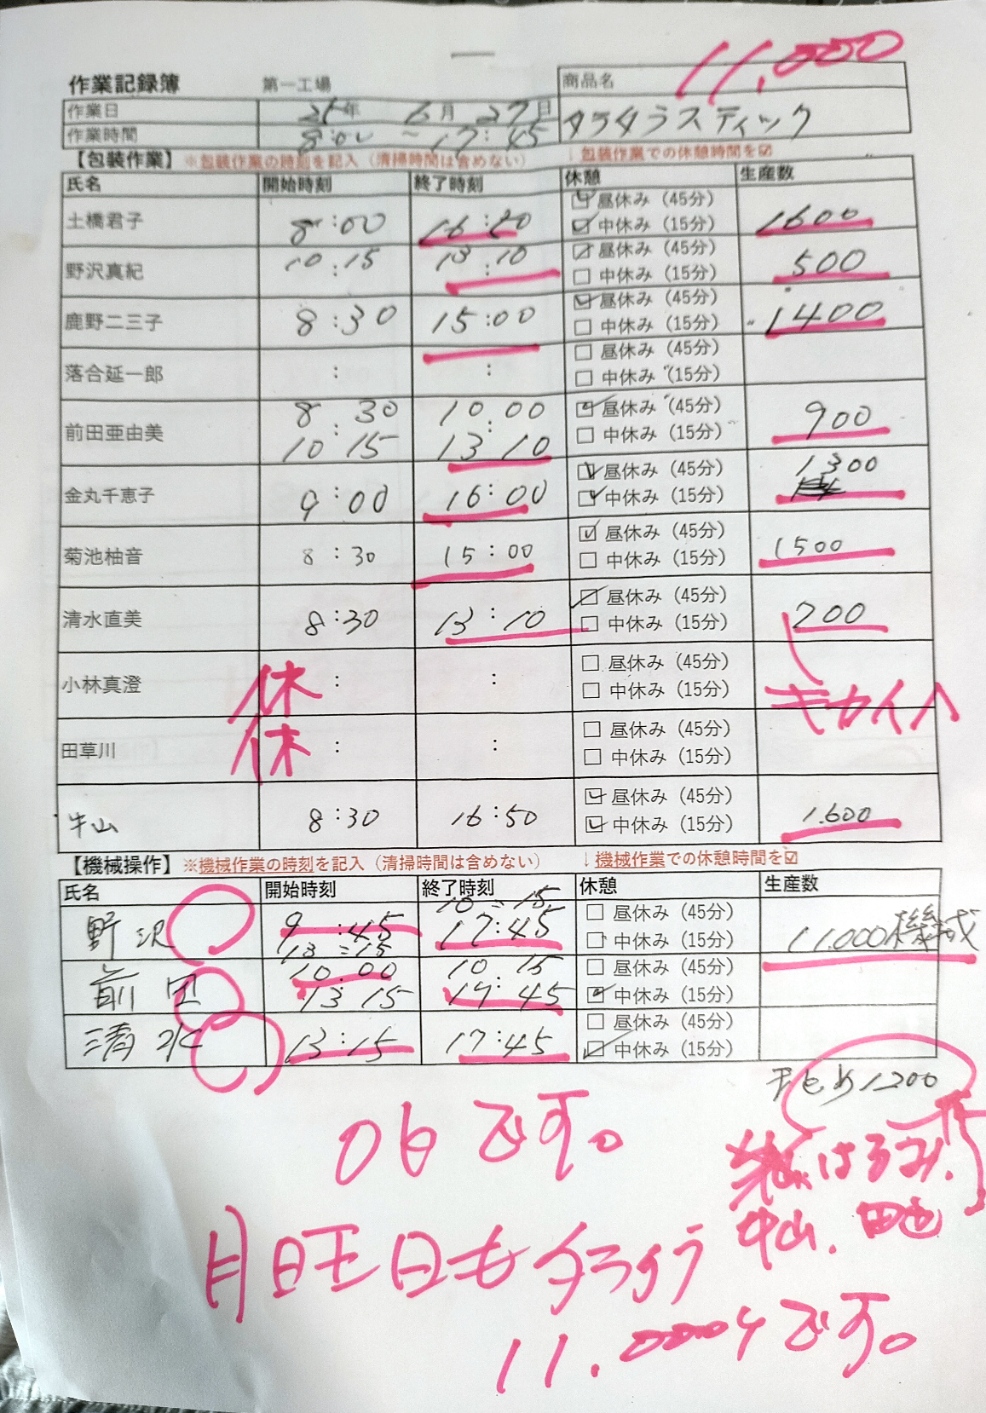 11,000
作業記録簿 第一工場 商品名
作業日 年 6月 27日 タラタラスティック
作業時間 8:00 ~ 17:45
【包装作業】 ※包装作業の時刻を記入（清掃時間は含めない） ↓包装作業での休憩時間を☑
氏名 開始時刻 終了時刻 休憩 生産数
土橋君子 8:00 16:20 ☑ 昼休み（45分） 1600
☑ 中休み（15分）
野沢真紀 10:15 13:10 ☑ 昼休み（45分） 500
☐ 中休み（15分）
鹿野二三子 8:30 15:00 ☑ 昼休み（45分） 1400
☐ 中休み（15分）
落合延一郎 : : ☐ 昼休み（45分）
☐ 中休み（15分）
前田亜由美 8:30 10:00 ☑ 昼休み（45分） 900
10:15 13:10 ☐ 中休み（15分）
金丸千恵子 9:00 16:00 ☑ 昼休み（45分） 1300
☑ 中休み（15分）
菊池柚音 8:30 15:00 ☑ 昼休み（45分） 1500
☐ 中休み（15分）
清水直美 8:30 13:10 ☑ 昼休み（45分） 200
☐ 中休み（15分）
小林真澄 休 : : ☐ 昼休み（45分） キカイへ
☐ 中休み（15分）
田草川 休 : : ☐ 昼休み（45分）
☐ 中休み（15分）
牛山 8:30 16:50 ☑ 昼休み（45分） 1.600
☑ 中休み（15分）
【機械操作】 ※機械作業の時刻を記入（清掃時間は含めない） ↓機械作業での休憩時間を☑
氏名 開始時刻 終了時刻 休憩 生産数
野沢 9:45 10:15 ☐ 昼休み（45分） 11.000機械
13:15 17:45 ☐ 中休み（15分）
前田 10:00 10:15 ☐ 昼休み（45分）
13:15 17:45 ☑ 中休み（15分）
清水 13:15 17:45 ☐ 昼休み（45分）
☑ 中休み（15分）
1200
OKです。
はるみ.
中山.
月曜日もタラタラ
11.000ケです。